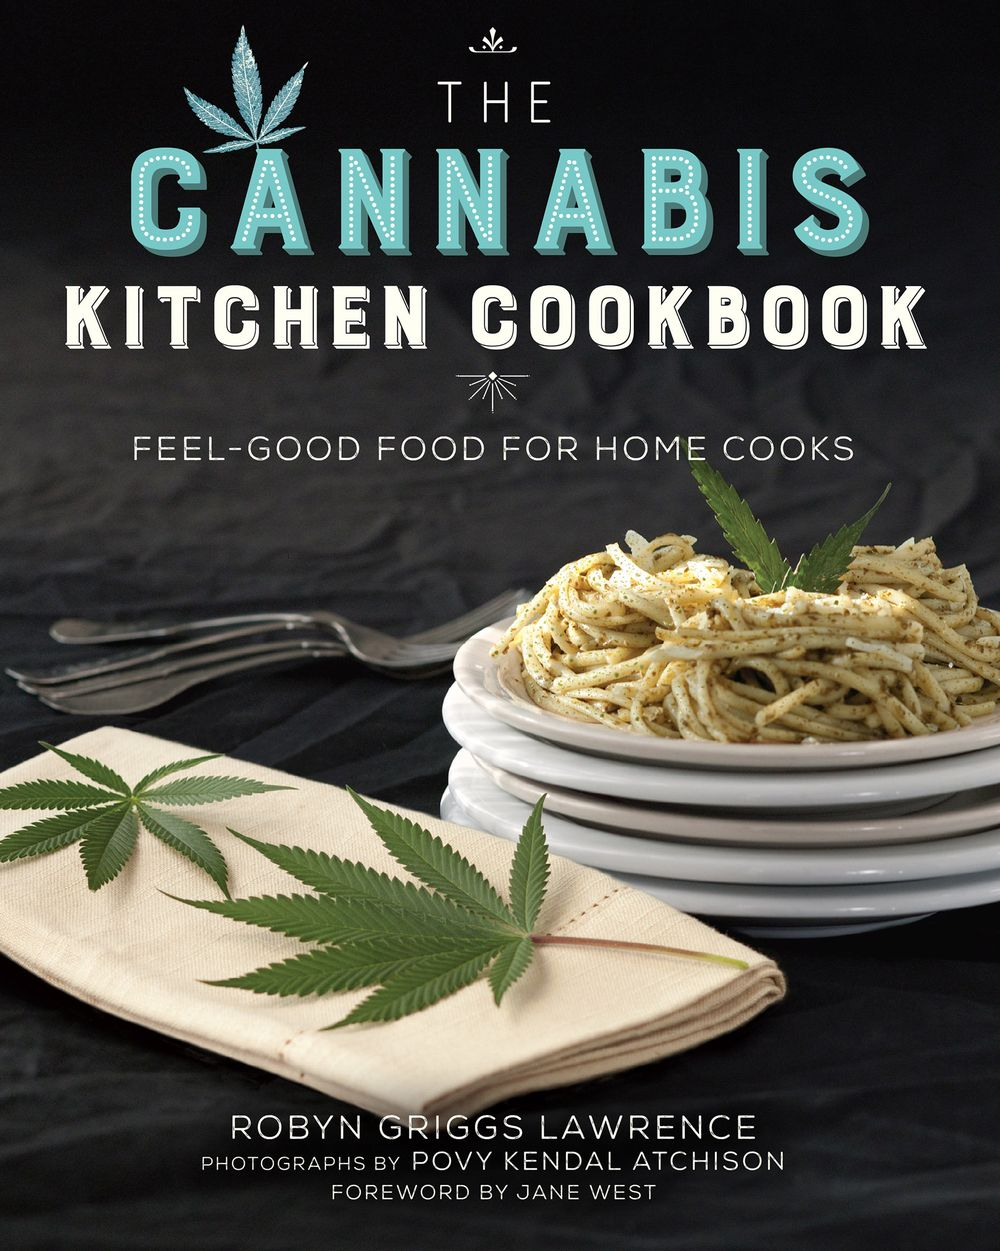 THE
CANNABIS
KITCHEN COOKBOOK
FEEL-GOOD FOOD FOR HOME COOKS
ROBYN GRIGGS LAWRENCE
PHOTOGRAPHS BY POVY KENDAL ATCHISON
FOREWORD BY JANE WEST